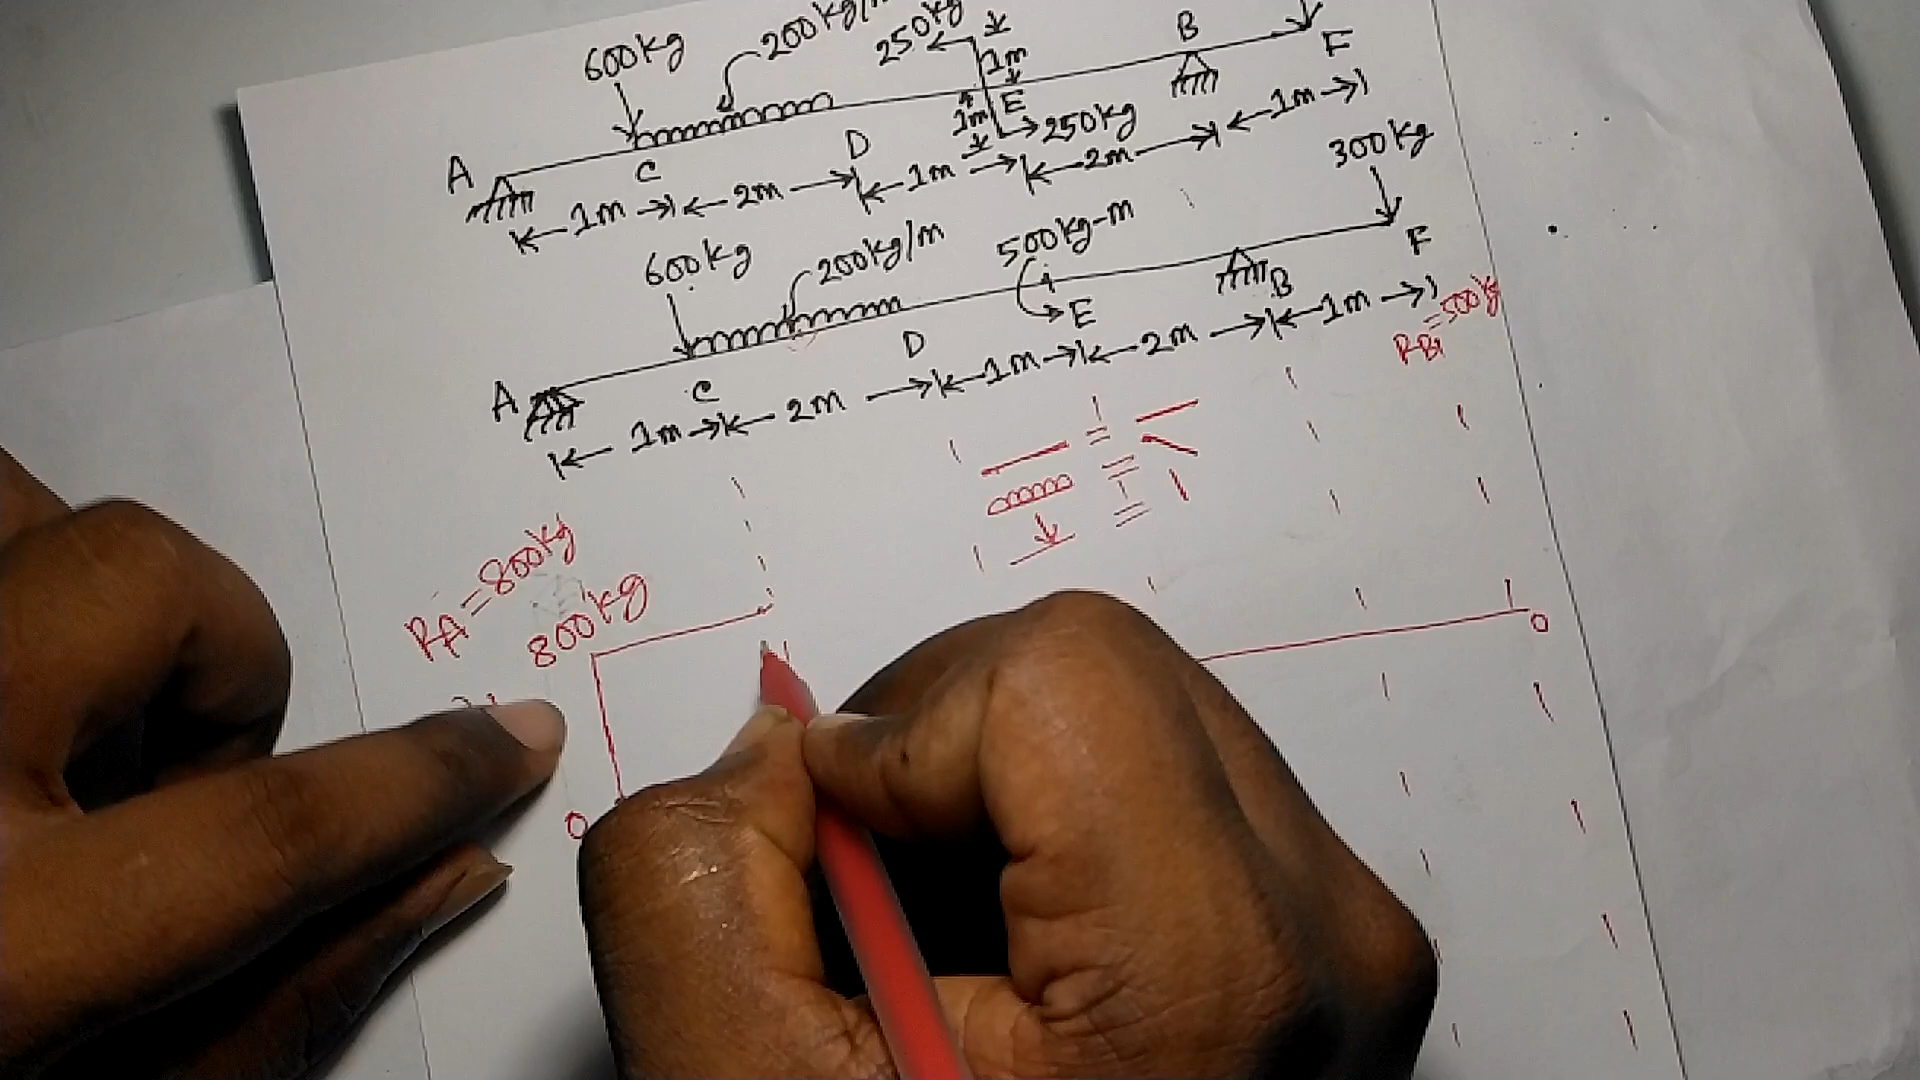 600kg 200kg/m 250kg 1m B F
A C D 1m E 250kg
1m 2m 1m 2m 1m
300kg
600kg 200kg/m 500kg-m F
A C D E B
1m 2m 1m 2m 1m
RB=500kg
RA=800kg
800kg
0
0